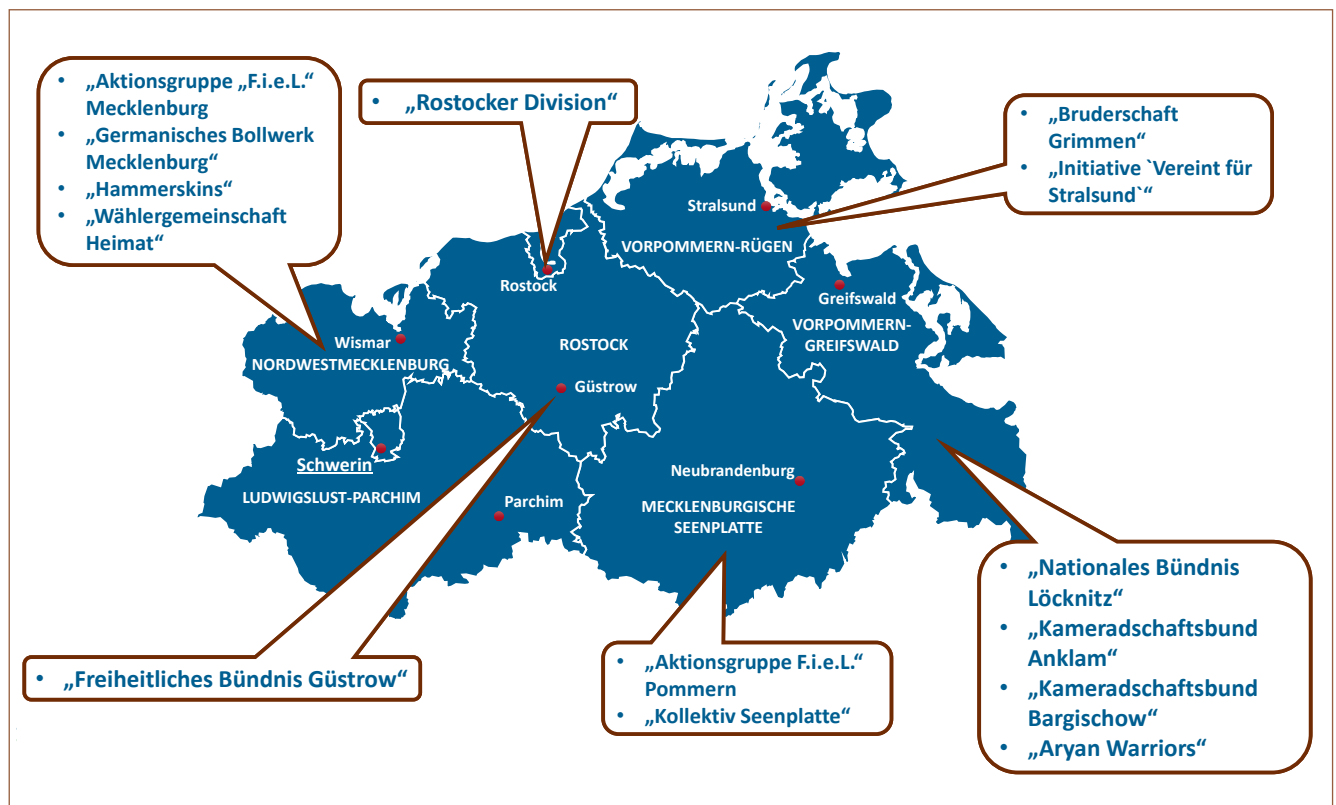 • „Aktionsgruppe „F.i.e.L.“
Mecklenburg
• „Germanisches Bollwerk
Mecklenburg“
• „Hammerskins“
• „Wählergemeinschaft
Heimat“
• „Rostocker Division“
• „Bruderschaft
Grimmen“
• „Initiative `Vereint für
Stralsund`“
Stralsund
VORPOMMERN-RÜGEN
Rostock
Greifswald
VORPOMMERN-
GREIFSWALD
Wismar
NORDWESTMECKLENBURG
ROSTOCK
Güstrow
Schwerin
LUDWIGSLUST-PARCHIM
Parchim
Neubrandenburg
MECKLENBURGISCHE
SEENPLATTE
• „Freiheitliches Bündnis Güstrow“
• „Aktionsgruppe F.i.e.L.“
Pommern
• „Kollektiv Seenplatte“
• „Nationales Bündnis
Löcknitz“
• „Kameradschaftsbund
Anklam“
• „Kameradschaftsbund
Bargischow“
• „Aryan Warriors“